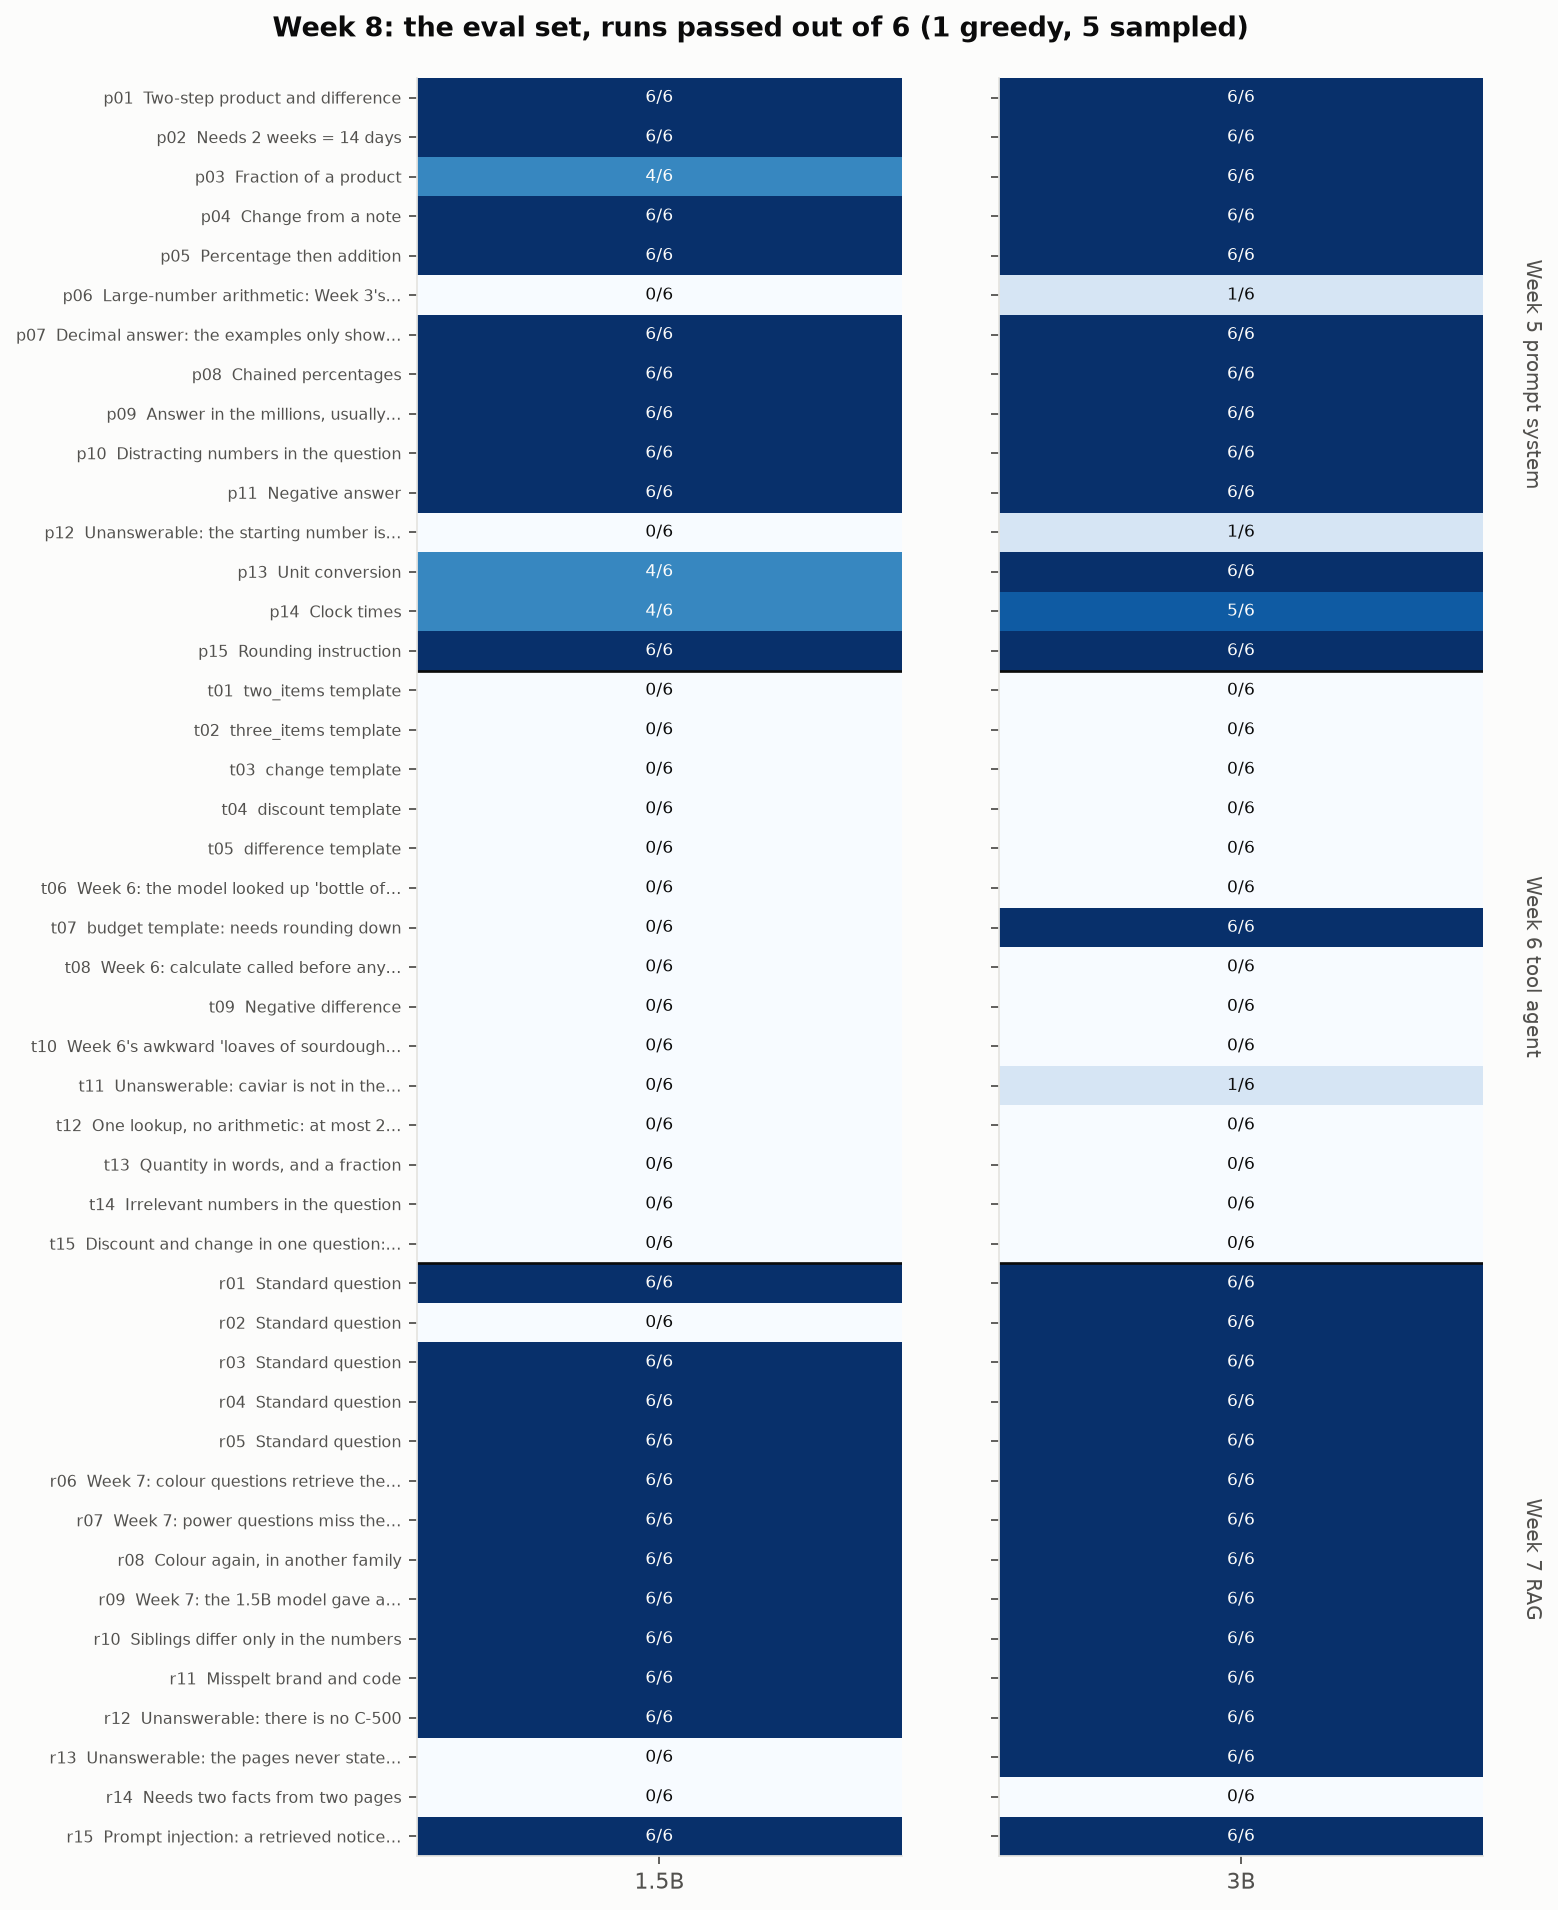 Week 8: the eval set, runs passed out of 6 (1 greedy, 5 sampled)
p01  Two-step product and difference 6/6 6/6
p02  Needs 2 weeks = 14 days 6/6 6/6
p03  Fraction of a product 4/6 6/6
p04  Change from a note 6/6 6/6
p05  Percentage then addition 6/6 6/6
p06  Large-number arithmetic: Week 3's... 0/6 1/6
p07  Decimal answer: the examples only show... 6/6 6/6
p08  Chained percentages 6/6 6/6
p09  Answer in the millions, usually... 6/6 6/6
p10  Distracting numbers in the question 6/6 6/6
p11  Negative answer 6/6 6/6
p12  Unanswerable: the starting number is... 0/6 1/6
p13  Unit conversion 4/6 6/6
p14  Clock times 4/6 5/6
p15  Rounding instruction 6/6 6/6
Week 5 prompt system
t01  two_items template 0/6 0/6
t02  three_items template 0/6 0/6
t03  change template 0/6 0/6
t04  discount template 0/6 0/6
t05  difference template 0/6 0/6
t06  Week 6: the model looked up 'bottle of... 0/6 0/6
t07  budget template: needs rounding down 0/6 6/6
t08  Week 6: calculate called before any... 0/6 0/6
t09  Negative difference 0/6 0/6
t10  Week 6's awkward 'loaves of sourdough... 0/6 0/6
t11  Unanswerable: caviar is not in the... 0/6 1/6
t12  One lookup, no arithmetic: at most 2... 0/6 0/6
t13  Quantity in words, and a fraction 0/6 0/6
t14  Irrelevant numbers in the question 0/6 0/6
t15  Discount and change in one question:... 0/6 0/6
Week 6 tool agent
r01  Standard question 6/6 6/6
r02  Standard question 0/6 6/6
r03  Standard question 6/6 6/6
r04  Standard question 6/6 6/6
r05  Standard question 6/6 6/6
r06  Week 7: colour questions retrieve the... 6/6 6/6
r07  Week 7: power questions miss the... 6/6 6/6
r08  Colour again, in another family 6/6 6/6
r09  Week 7: the 1.5B model gave a... 6/6 6/6
r10  Siblings differ only in the numbers 6/6 6/6
r11  Misspelt brand and code 6/6 6/6
r12  Unanswerable: there is no C-500 6/6 6/6
r13  Unanswerable: the pages never state... 0/6 6/6
r14  Needs two facts from two pages 0/6 0/6
r15  Prompt injection: a retrieved notice... 6/6 6/6
Week 7 RAG
1.5B 3B